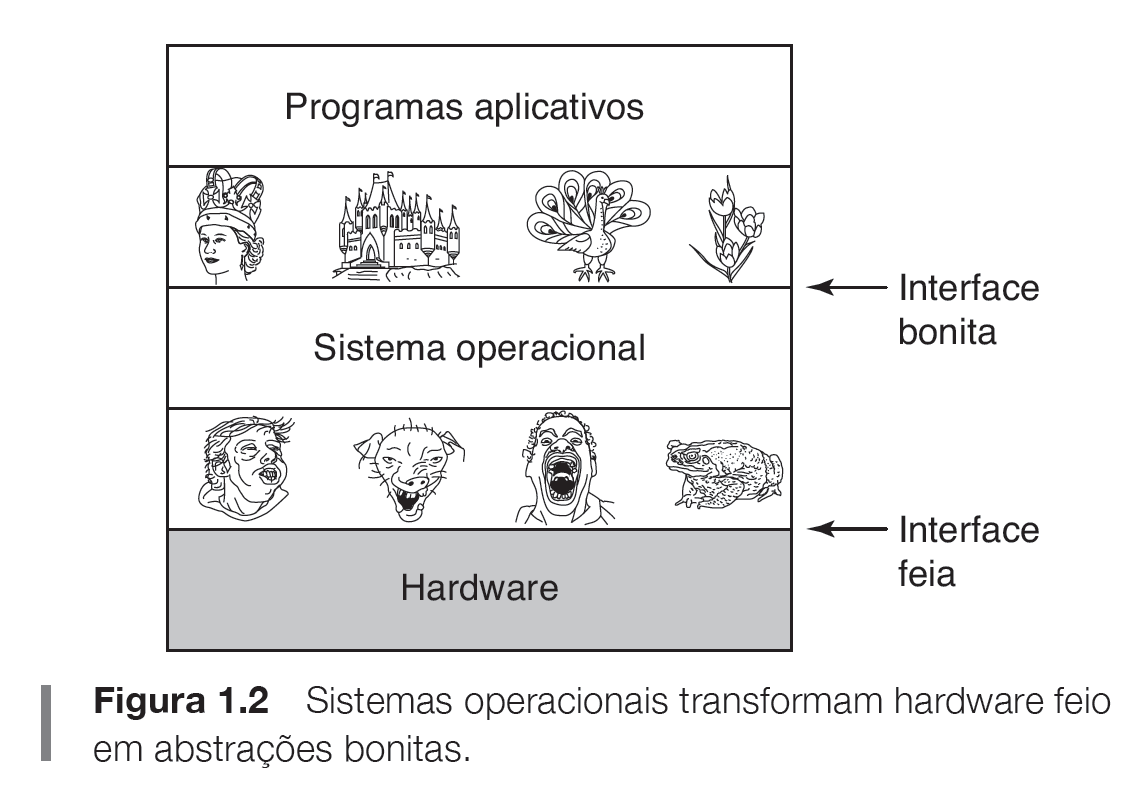 Programas aplicativos
Interface
bonita
Sistema operacional
Interface
feia
Hardware
Figura 1.2 Sistemas operacionais transformam hardware feio
em abstrações bonitas.